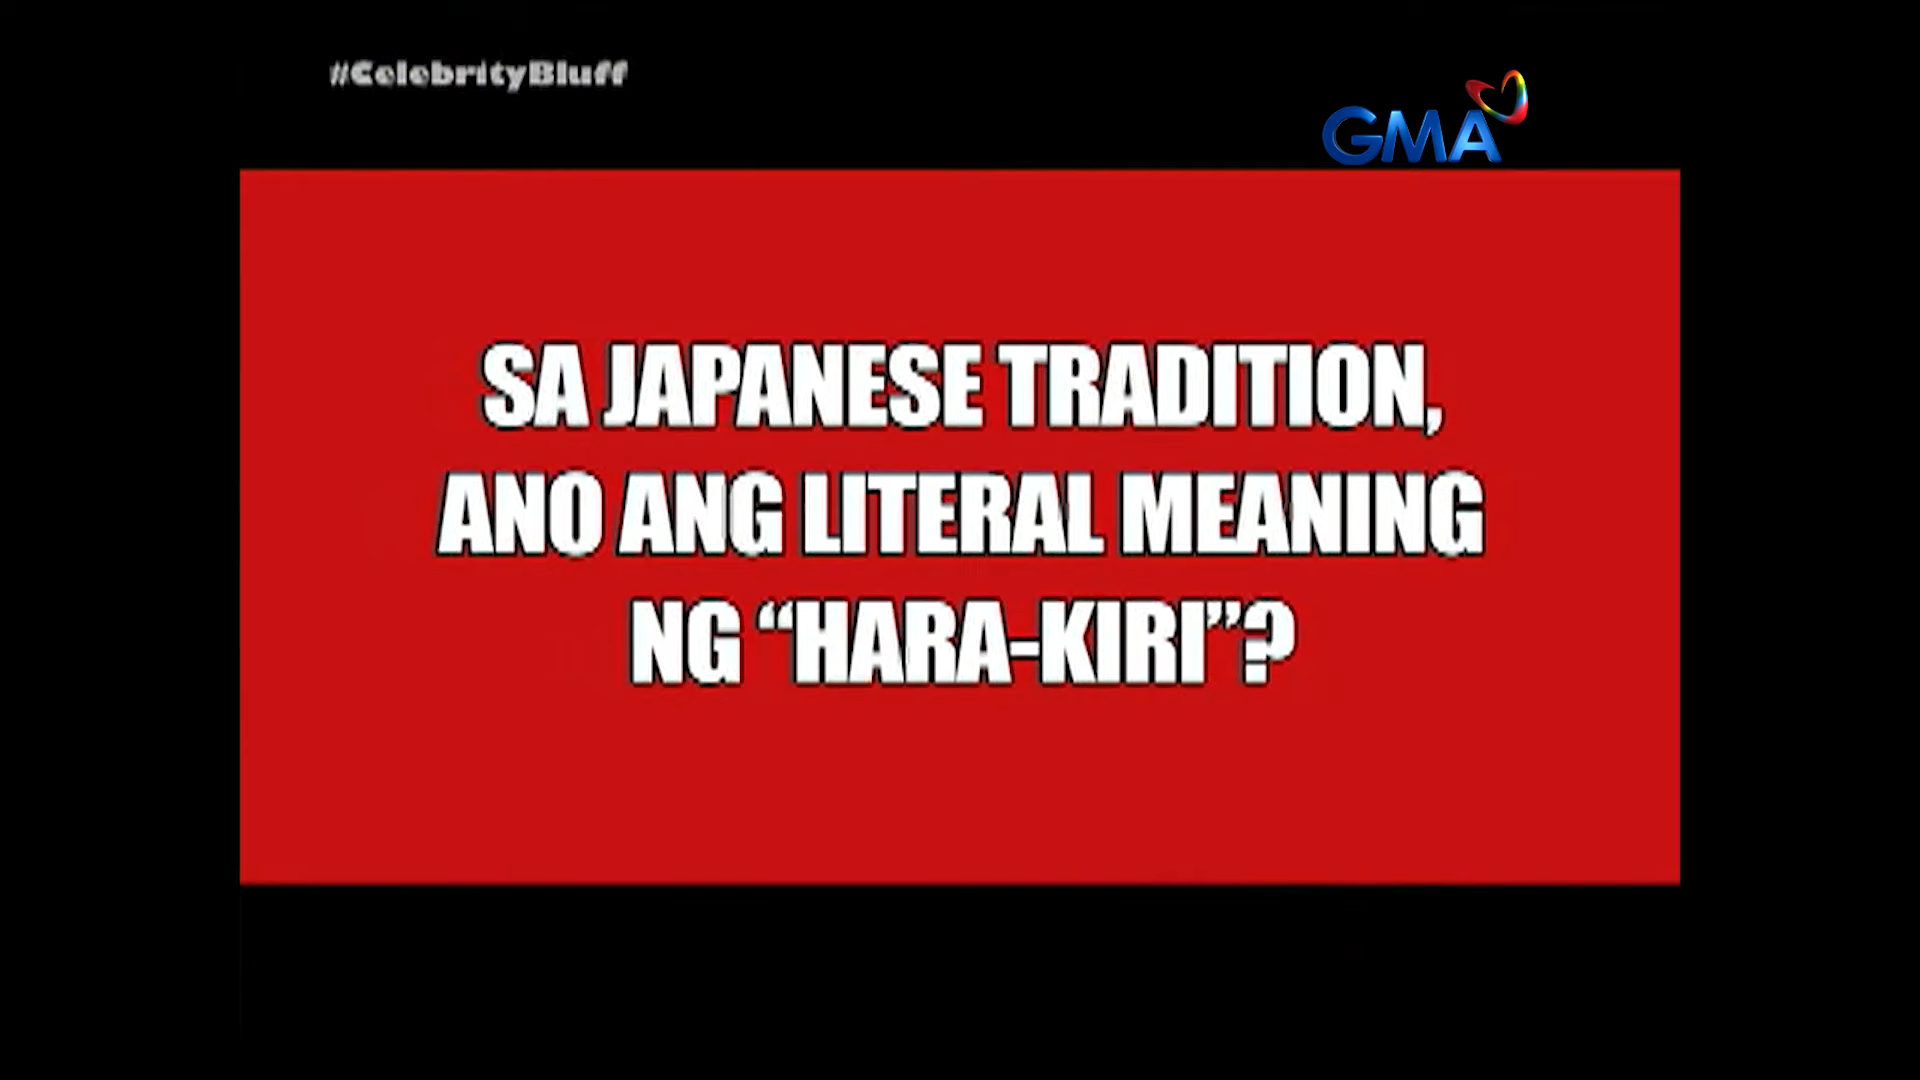 #CelebrityBluff
GMA
SA JAPANESE TRADITION,
ANO ANG LITERAL MEANING
NG “HARA-KIRI”?